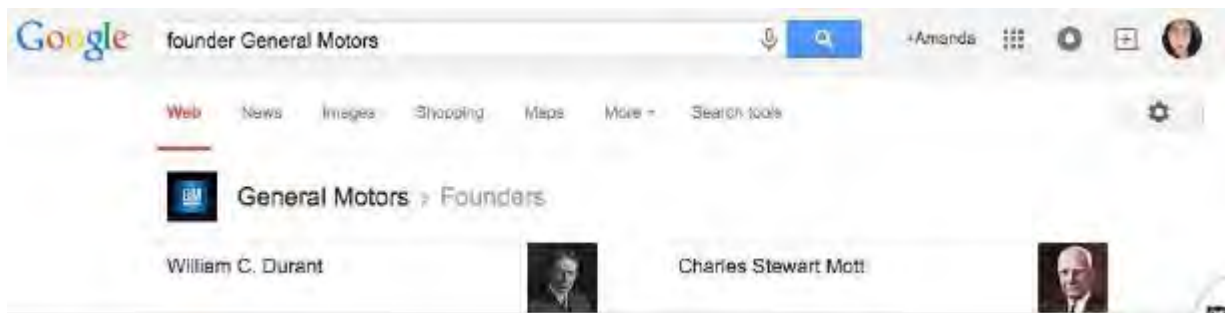 Google founder General Motors +Amanda
Web News Images Shopping Maps More Search tools
GM General Motors > Founders
William C. Durant Charles Stewart Mott